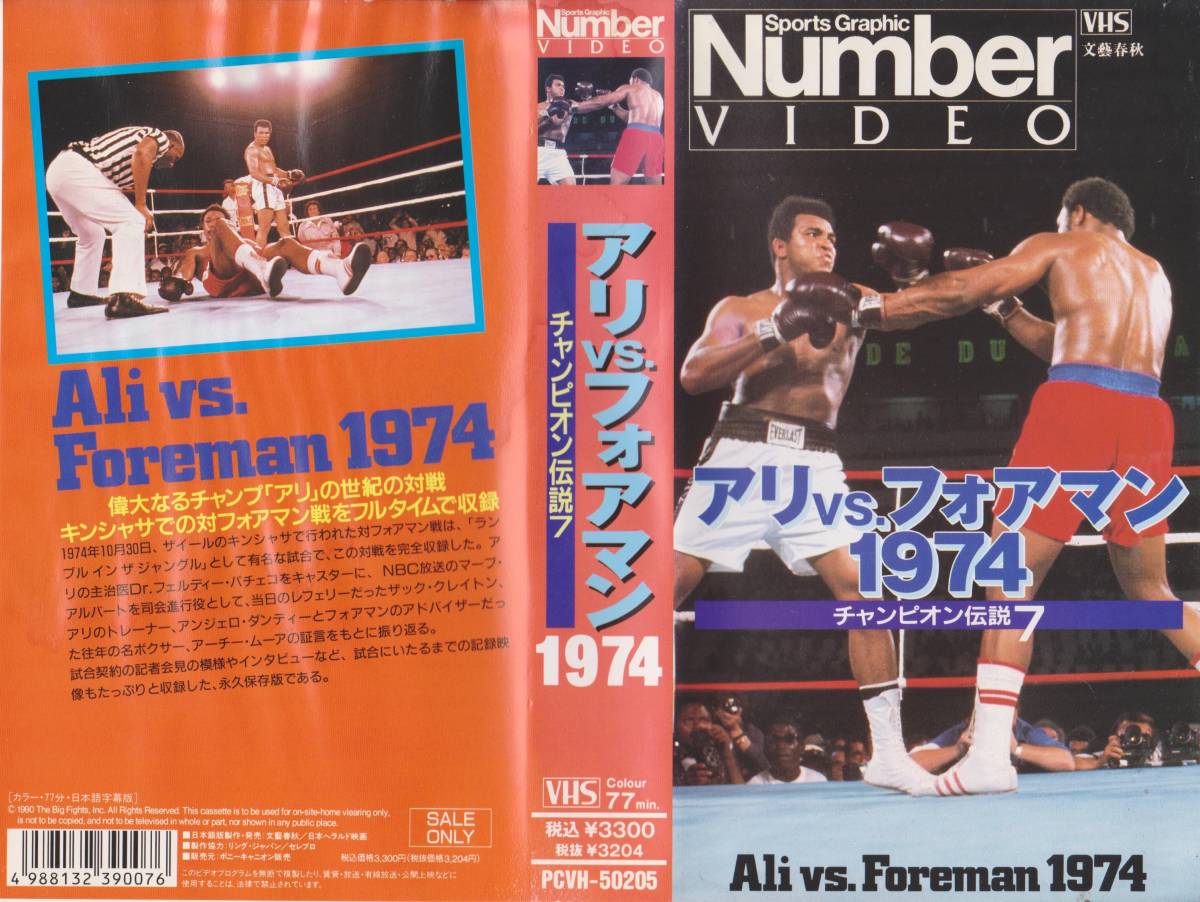 Ali vs.
Foreman 1974
偉大なるチャンプ「アリ」の世紀の対戦
キンシャサでの対フォアマン戦をフルタイムで収録
1974年10月30日、ザイールのキンシャサで行われた対フォアマン戦は、「ラン
ブル イン ザ ジャングル」として有名な試合で、この対戦を完全収録した。ア
リの主治医Dr.フェルディー・パチェコをキャスターに、NBC放送のマーブ・
アルバートを司会進行役として、当日のレフェリーだったザック・クレイトン、
アリのトレーナー、アンジェロ・ダンティーとフォアマンのアドバイザーだっ
た往年の名ボクサー、アーチー・ムーアの証言をもとに振り返る。
試合契約の記者会見の模様やインタビューなど、試合にいたるまでの記録映
像もたっぷりと収録した、永久保存版である。
[カラー・77分・日本語字幕版]
© 1990 The Big Fights, Inc. All Rights Reserved. This cassette is to be used for on-site-home viearing only,
is not to be copied, and not to be televised in whole or part, nor shown in any public place.
SALE
ONLY
4 988132 390076
■日本語版製作・発売：文藝春秋／日本ヘラルド映画
■製作協力：リング・ジャパン／セレブロ
■販売元：ポニーキャニオン販売
税込価格3,300円(税抜価格3,204円)
このビデオプログラムを無断で複製したり、賃貸・放送・有線放送・公開上映などに
使用することは、法律で禁止されています。
Sports Graphic
Number
VIDEO
アリvs.フォアマン
1974
チャンピオン伝説7
VHS
Colour
77min.
税込 ¥3300
税抜 ¥3204
PCVH-50205
Sports Graphic
Number
VIDEO
VHS
文藝春秋
DE DU
A
EVERLAST
アリvs.フォアマン
1974
チャンピオン伝説7
Ali vs. Foreman 1974